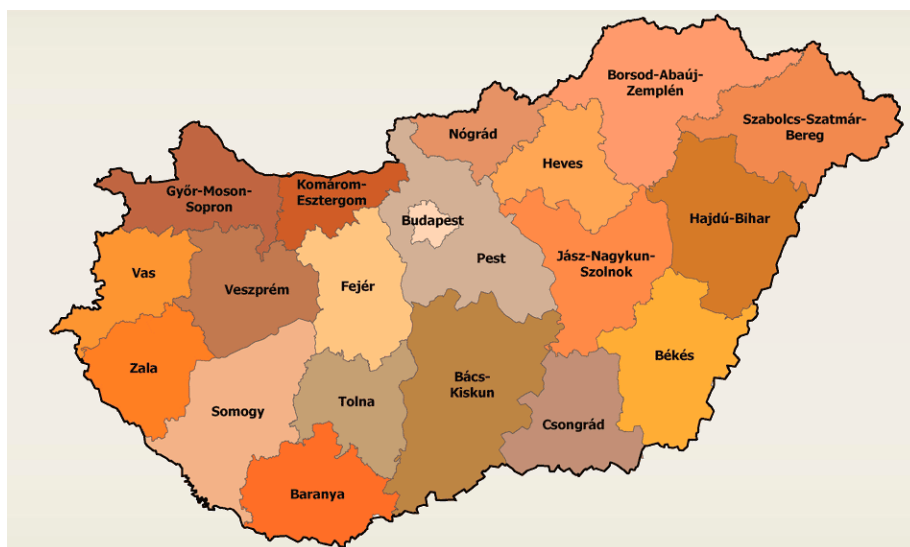 Borsod-Abaúj-
Zemplén
Szabolcs-Szatmár-
Bereg
Nógrád
Heves
Győr-Moson-
Sopron
Komárom-
Esztergom
Budapest
Hajdú-Bihar
Pest
Jász-Nagykun-
Szolnok
Vas
Veszprém
Fejér
Zala
Somogy
Tolna
Bács-
Kiskun
Békés
Csongrád
Baranya